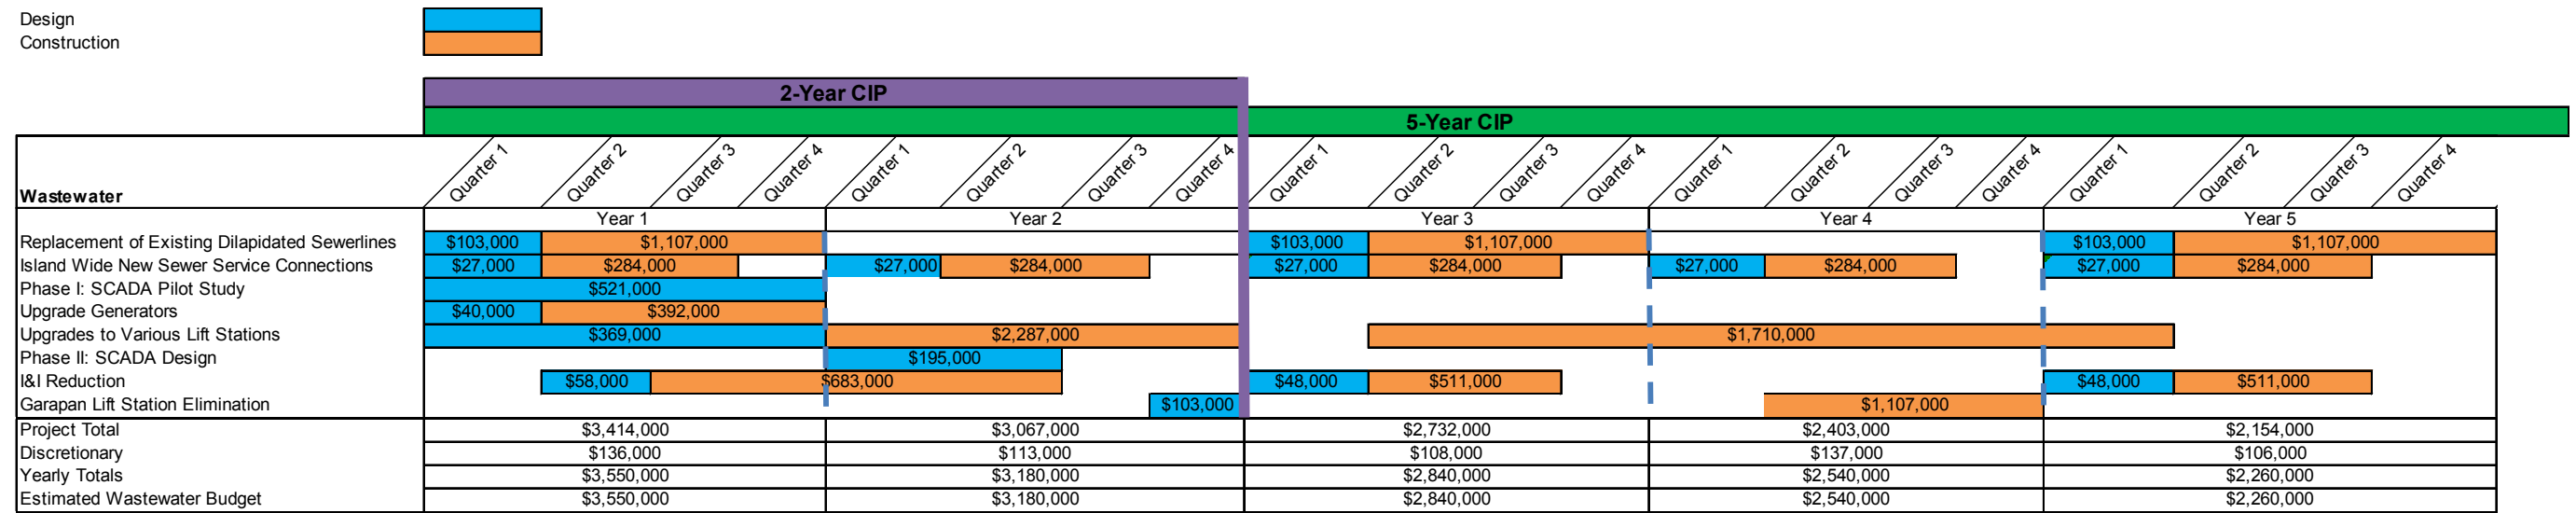 Design
Construction
2-Year CIP
5-Year CIP
Wastewater Quarter 1 Quarter 2 Quarter 3 Quarter 4 Quarter 1 Quarter 2 Quarter 3 Quarter 4 Quarter 1 Quarter 2 Quarter 3 Quarter 4 Quarter 1 Quarter 2 Quarter 3 Quarter 4 Quarter 1 Quarter 2 Quarter 3 Quarter 4
Year 1 Year 2 Year 3 Year 4 Year 5
Replacement of Existing Dilapidated Sewerlines $103,000 $1,107,000 $103,000 $1,107,000 $103,000 $1,107,000
Island Wide New Sewer Service Connections $27,000 $284,000 $27,000 $284,000 $27,000 $284,000 $27,000 $284,000 $27,000 $284,000
Phase I: SCADA Pilot Study $521,000
Upgrade Generators $40,000 $392,000
Upgrades to Various Lift Stations $369,000 $2,287,000 $1,710,000
Phase II: SCADA Design $195,000
I&I Reduction $58,000 $683,000 $48,000 $511,000 $48,000 $511,000
Garapan Lift Station Elimination $103,000 $1,107,000
Project Total $3,414,000 $3,067,000 $2,732,000 $2,403,000 $2,154,000
Discretionary $136,000 $113,000 $108,000 $137,000 $106,000
Yearly Totals $3,550,000 $3,180,000 $2,840,000 $2,540,000 $2,260,000
Estimated Wastewater Budget $3,550,000 $3,180,000 $2,840,000 $2,540,000 $2,260,000